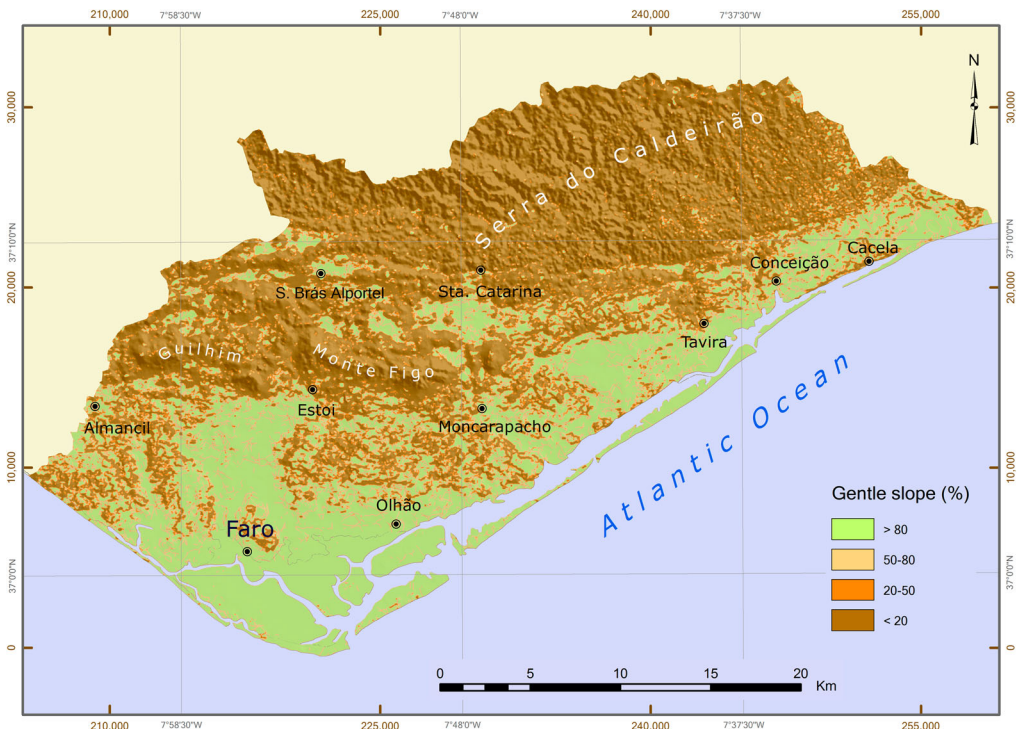 210,000 7°58'30"W 225,000 7°48'0"W 240,000 7°37'30"W 255,000
30,000
30,000
N
Serra do Caldeirão
37°10'0"N
37°10'0"N
Cacela
Conceição
20,000
20,000
S. Brás Alportel
Sta. Catarina
Tavira
Guilhim
Monte Figo
Estoi
Almancil
Moncarapacho
Atlantic Ocean
10,000
10,000
Gentle slope (%)
> 80
50-80
20-50
< 20
Olhão
Faro
37°0'0"N
37°0'0"N
0
0
0 5 10 15 20
Km
210,000 7°58'30"W 225,000 7°48'0"W 240,000 7°37'30"W 255,000